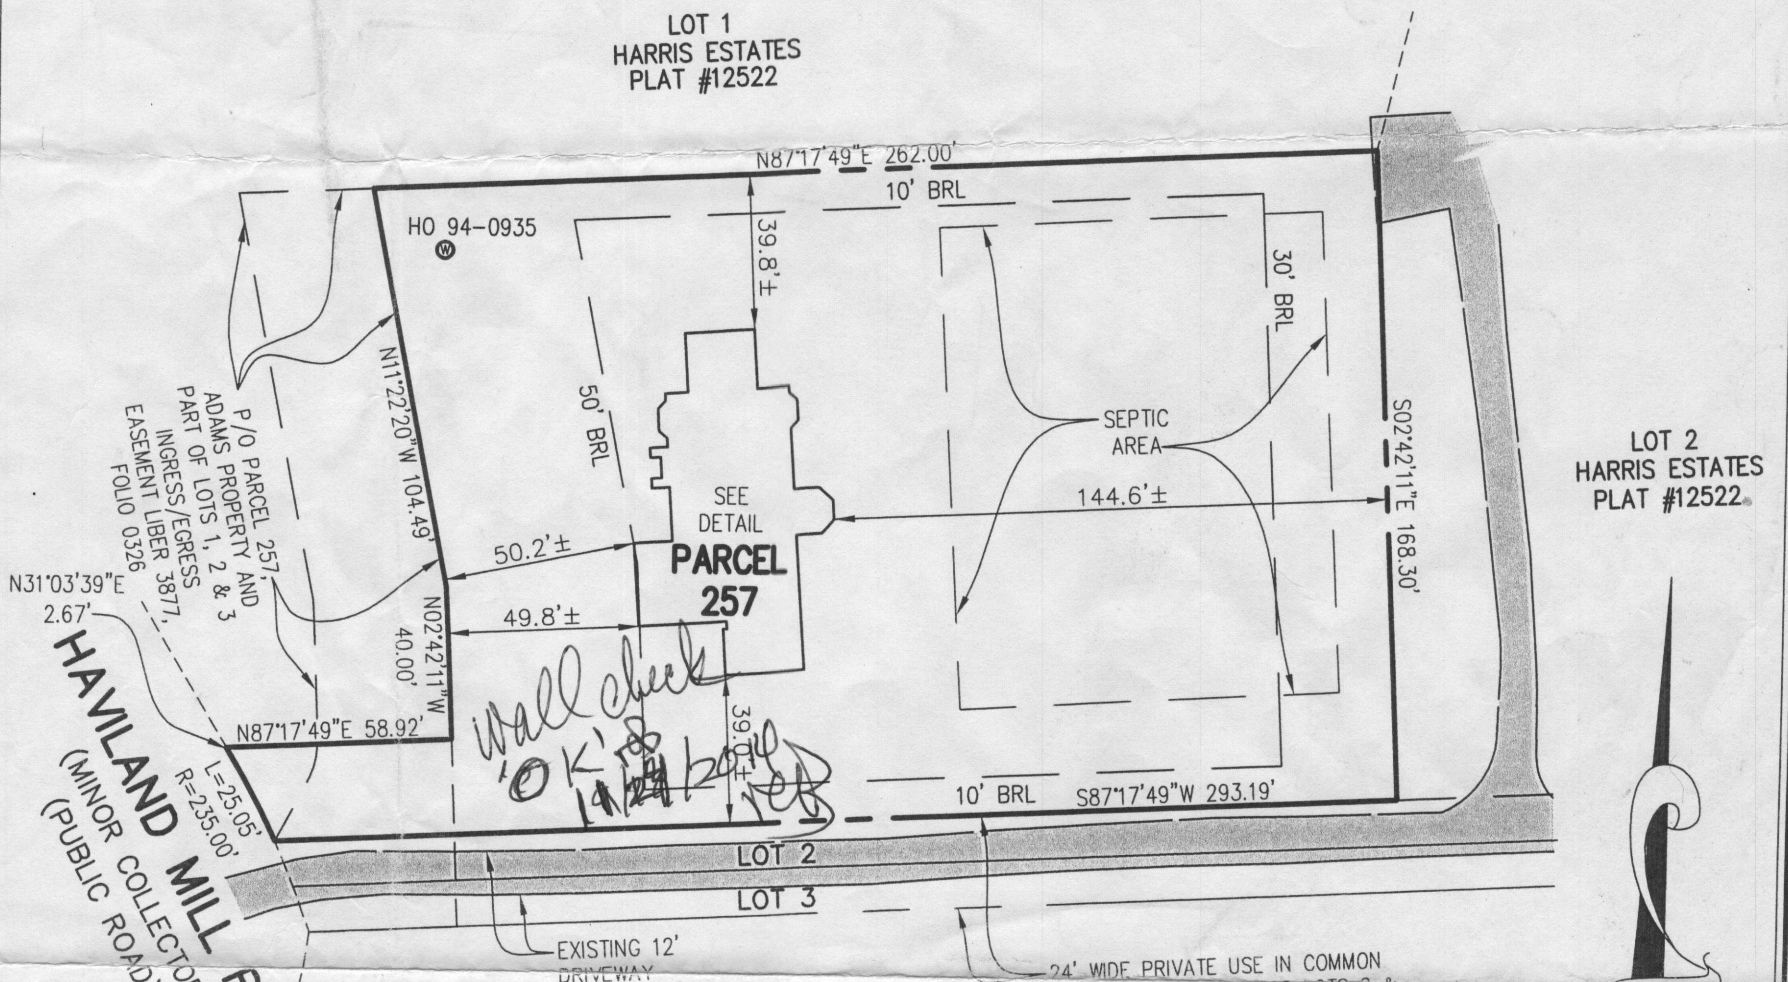 LOT 1
HARRIS ESTATES
PLAT #12522
N87°17'49"E 262.00'
10' BRL
HO 94-0935
W
39.8'±
30' BRL
50' BRL
N11°22'20"W 104.49'
P/O PARCEL 257,
ADAMS PROPERTY AND
PART OF LOTS 1, 2 & 3
INGRESS/EGRESS
EASEMENT LIBER 3877,
FOLIO 0326
SEPTIC
AREA
S02°42'11"E 168.30'
LOT 2
HARRIS ESTATES
PLAT #12522
SEE
DETAIL
PARCEL
257
144.6'±
50.2'±
49.8'±
N31°03'39"E
2.67'
N02°42'11"W
40.00'
wall check
OK
39.0'±
N87°17'49"E 58.92'
L=25.05'
R=235.00'
HAVILAND MILL
(MINOR COLLECTO
(PUBLIC ROAD
10' BRL
S87°17'49"W 293.19'
LOT 2
LOT 3
EXISTING 12'
DRIVEWAY
24' WIDE PRIVATE USE IN COMMON